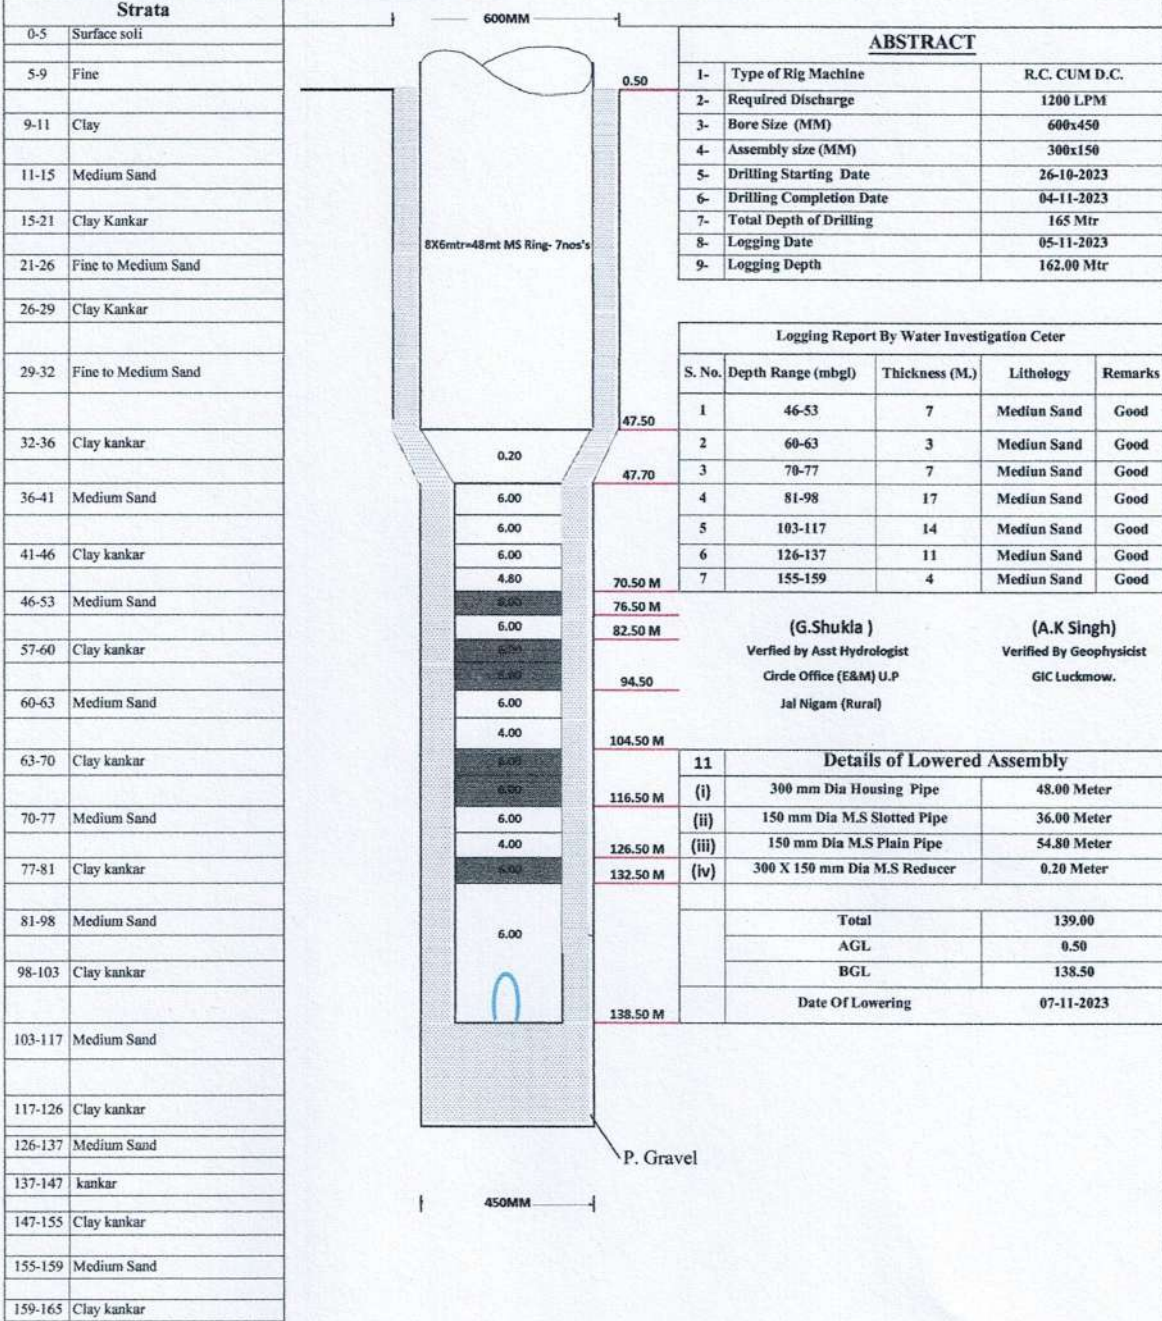 Strata
0-5 Surface soli
5-9 Fine
9-11 Clay
11-15 Medium Sand
15-21 Clay Kankar
21-26 Fine to Medium Sand
26-29 Clay Kankar
29-32 Fine to Medium Sand
32-36 Clay kankar
36-41 Medium Sand
41-46 Clay kankar
46-53 Medium Sand
57-60 Clay kankar
60-63 Medium Sand
63-70 Clay kankar
70-77 Medium Sand
77-81 Clay kankar
81-98 Medium Sand
98-103 Clay kankar
103-117 Medium Sand
117-126 Clay kankar
126-137 Medium Sand
137-147 kankar
147-155 Clay kankar
155-159 Medium Sand
159-165 Clay kankar
600MM
0.50
8X6mtr=48mt MS Ring- 7nos's
47.50
0.20
47.70
6.00
6.00
6.00
4.80
70.50 M
6.00
76.50 M
6.00
82.50 M
6.00
6.00
94.50
6.00
4.00
104.50 M
6.00
6.00
116.50 M
6.00
4.00
126.50 M
6.00
132.50 M
6.00
138.50 M
P. Gravel
450MM
ABSTRACT
1- Type of Rig Machine R.C. CUM D.C.
2- Required Discharge 1200 LPM
3- Bore Size (MM) 600x450
4- Assembly size (MM) 300x150
5- Drilling Starting Date 26-10-2023
6- Drilling Completion Date 04-11-2023
7- Total Depth of Drilling 165 Mtr
8- Logging Date 05-11-2023
9- Logging Depth 162.00 Mtr
Logging Report By Water Investigation Ceter
S. No. Depth Range (mbgl) Thickness (M.) Lithology Remarks
1 46-53 7 Mediun Sand Good
2 60-63 3 Mediun Sand Good
3 70-77 7 Mediun Sand Good
4 81-98 17 Mediun Sand Good
5 103-117 14 Mediun Sand Good
6 126-137 11 Mediun Sand Good
7 155-159 4 Mediun Sand Good
(G.Shukla ) (A.K Singh)
Verfied by Asst Hydrologist Verified By Geophysicist
Circle Office (E&M) U.P GIC Luckmow.
Jal Nigam (Rural)
11 Details of Lowered Assembly
(i) 300 mm Dia Housing Pipe 48.00 Meter
(ii) 150 mm Dia M.S Slotted Pipe 36.00 Meter
(iii) 150 mm Dia M.S Plain Pipe 54.80 Meter
(iv) 300 X 150 mm Dia M.S Reducer 0.20 Meter
Total 139.00
AGL 0.50
BGL 138.50
Date Of Lowering 07-11-2023